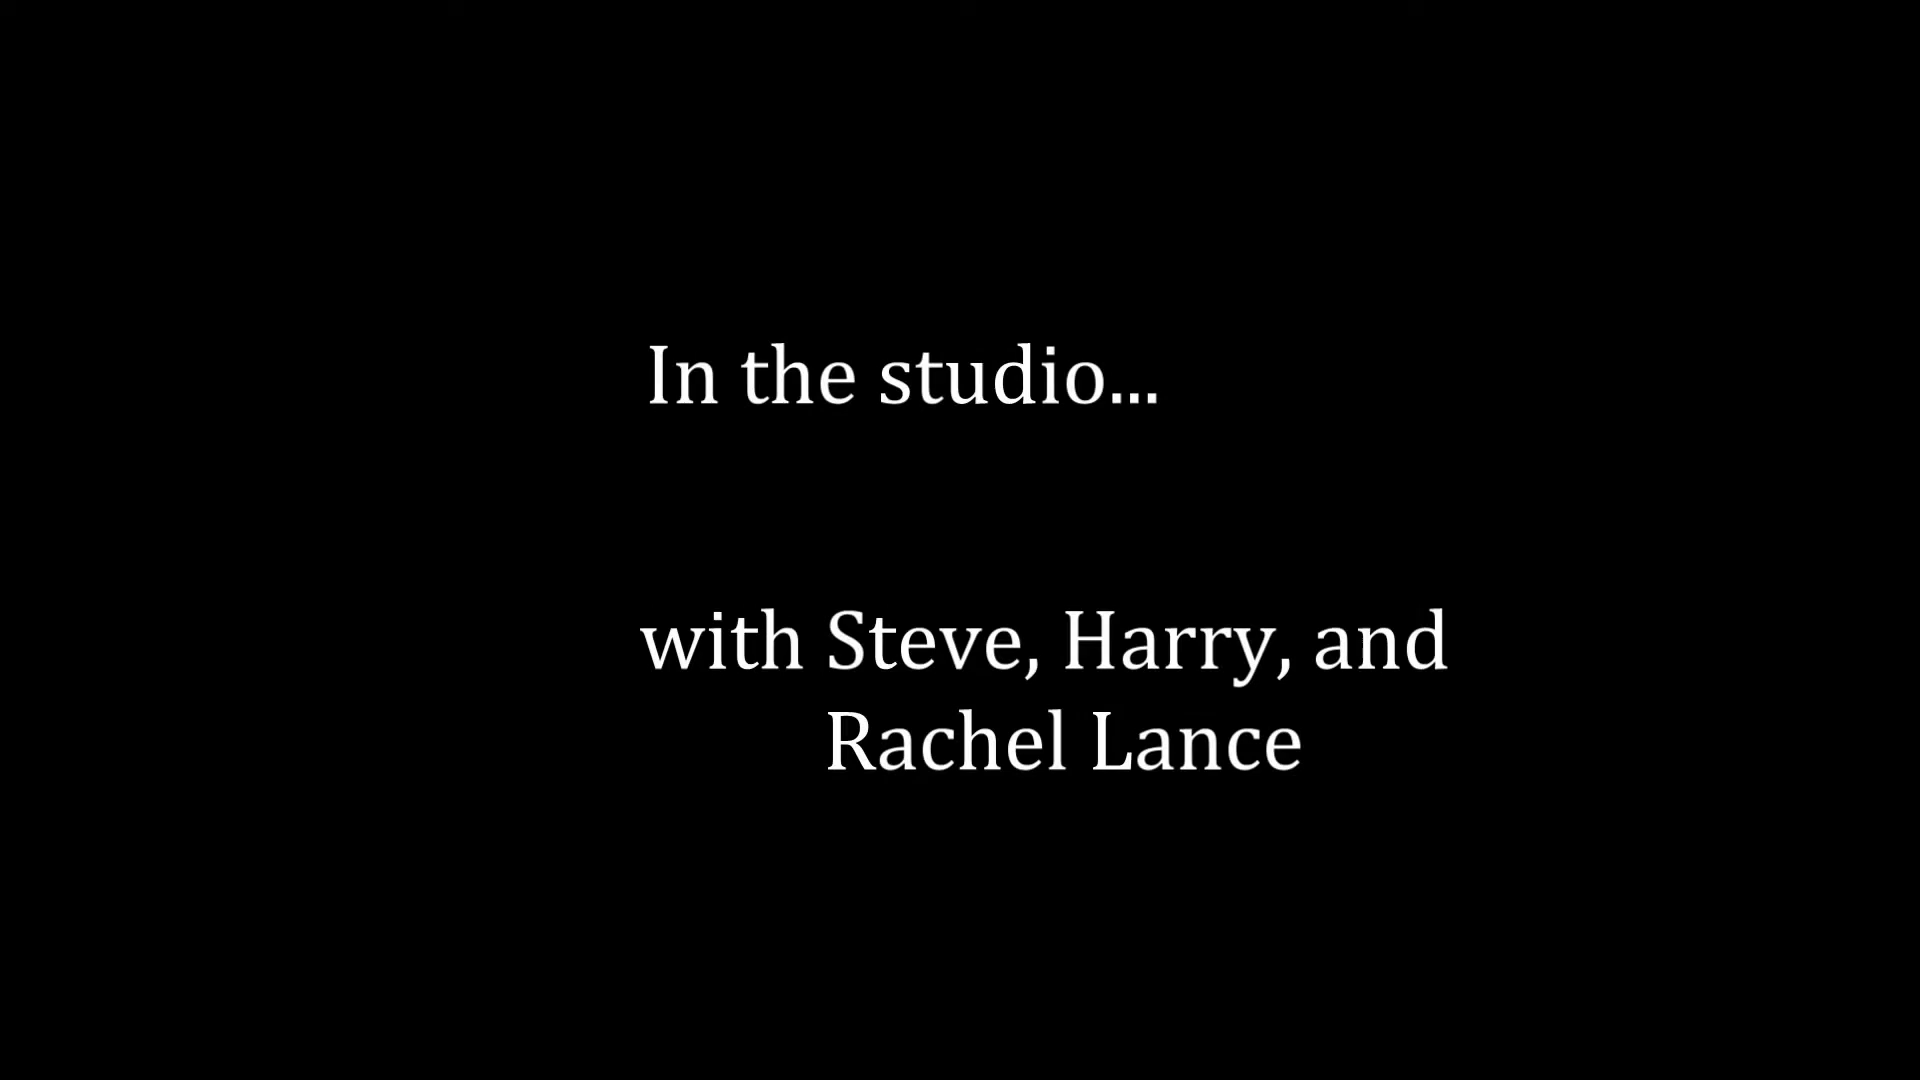 In the studio...
with Steve, Harry, and
Rachel Lance